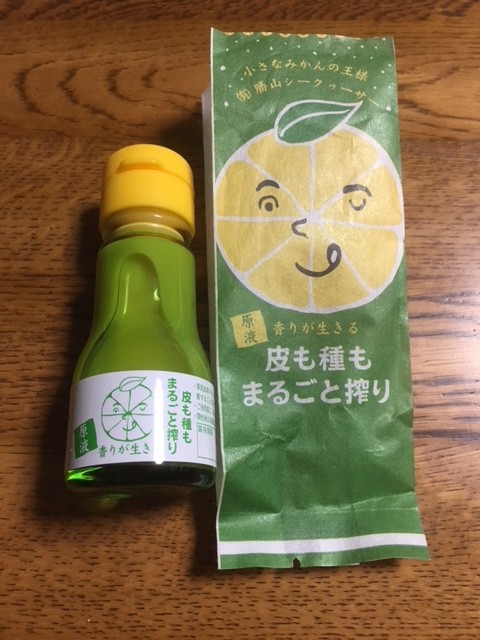 小さなみかんの王様
㈲勝山シークヮーサー
原液
香りが生きる
皮も種も
まるごと搾り
皮も種も
まるごと搾り
原液
香りが生き